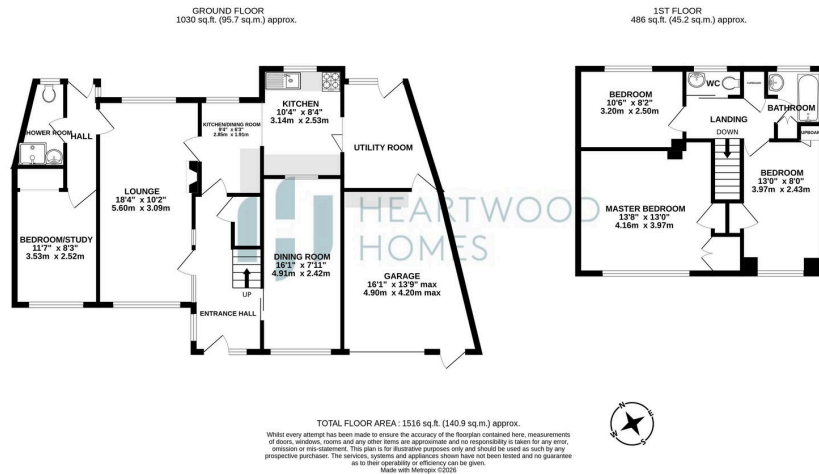 GROUND FLOOR
1030 sq.ft. (95.7 sq.m.) approx.
1ST FLOOR
486 sq.ft. (45.2 sq.m.) approx.
SHOWER ROOM
HALL
LOUNGE
18'4" x 10'2"
5.60m x 3.09m
BEDROOM/STUDY
11'7" x 8'3"
3.53m x 2.52m
KITCHEN/DINING ROOM
9'4" x 6'3"
2.85m x 1.91m
KITCHEN
10'4" x 8'4"
3.14m x 2.53m
UTILITY ROOM
DINING ROOM
16'1" x 7'11"
4.91m x 2.42m
UP
ENTRANCE HALL
GARAGE
16'1" x 13'9" max
4.90m x 4.20m max
HEARTWOOD
HOMES
BEDROOM
10'6" x 8'2"
3.20m x 2.50m
WC
BATHROOM
LANDING
DOWN
UPBOAR
BEDROOM
13'0" x 8'0"
3.97m x 2.43m
MASTER BEDROOM
13'8" x 13'0"
4.16m x 3.97m
N
E
S
W
TOTAL FLOOR AREA : 1516 sq.ft. (140.9 sq.m.) approx.
Whilst every attempt has been made to ensure the accuracy of the floorplan contained here, measurements
of doors, windows, rooms and any other items are approximate and no responsibility is taken for any error,
omission or mis-statement. This plan is for illustrative purposes only and should be used as such by any
prospective purchaser. The services, systems and appliances shown have not been tested and no guarantee
as to their operability or efficiency can be given.
Made with Metropix ©2026